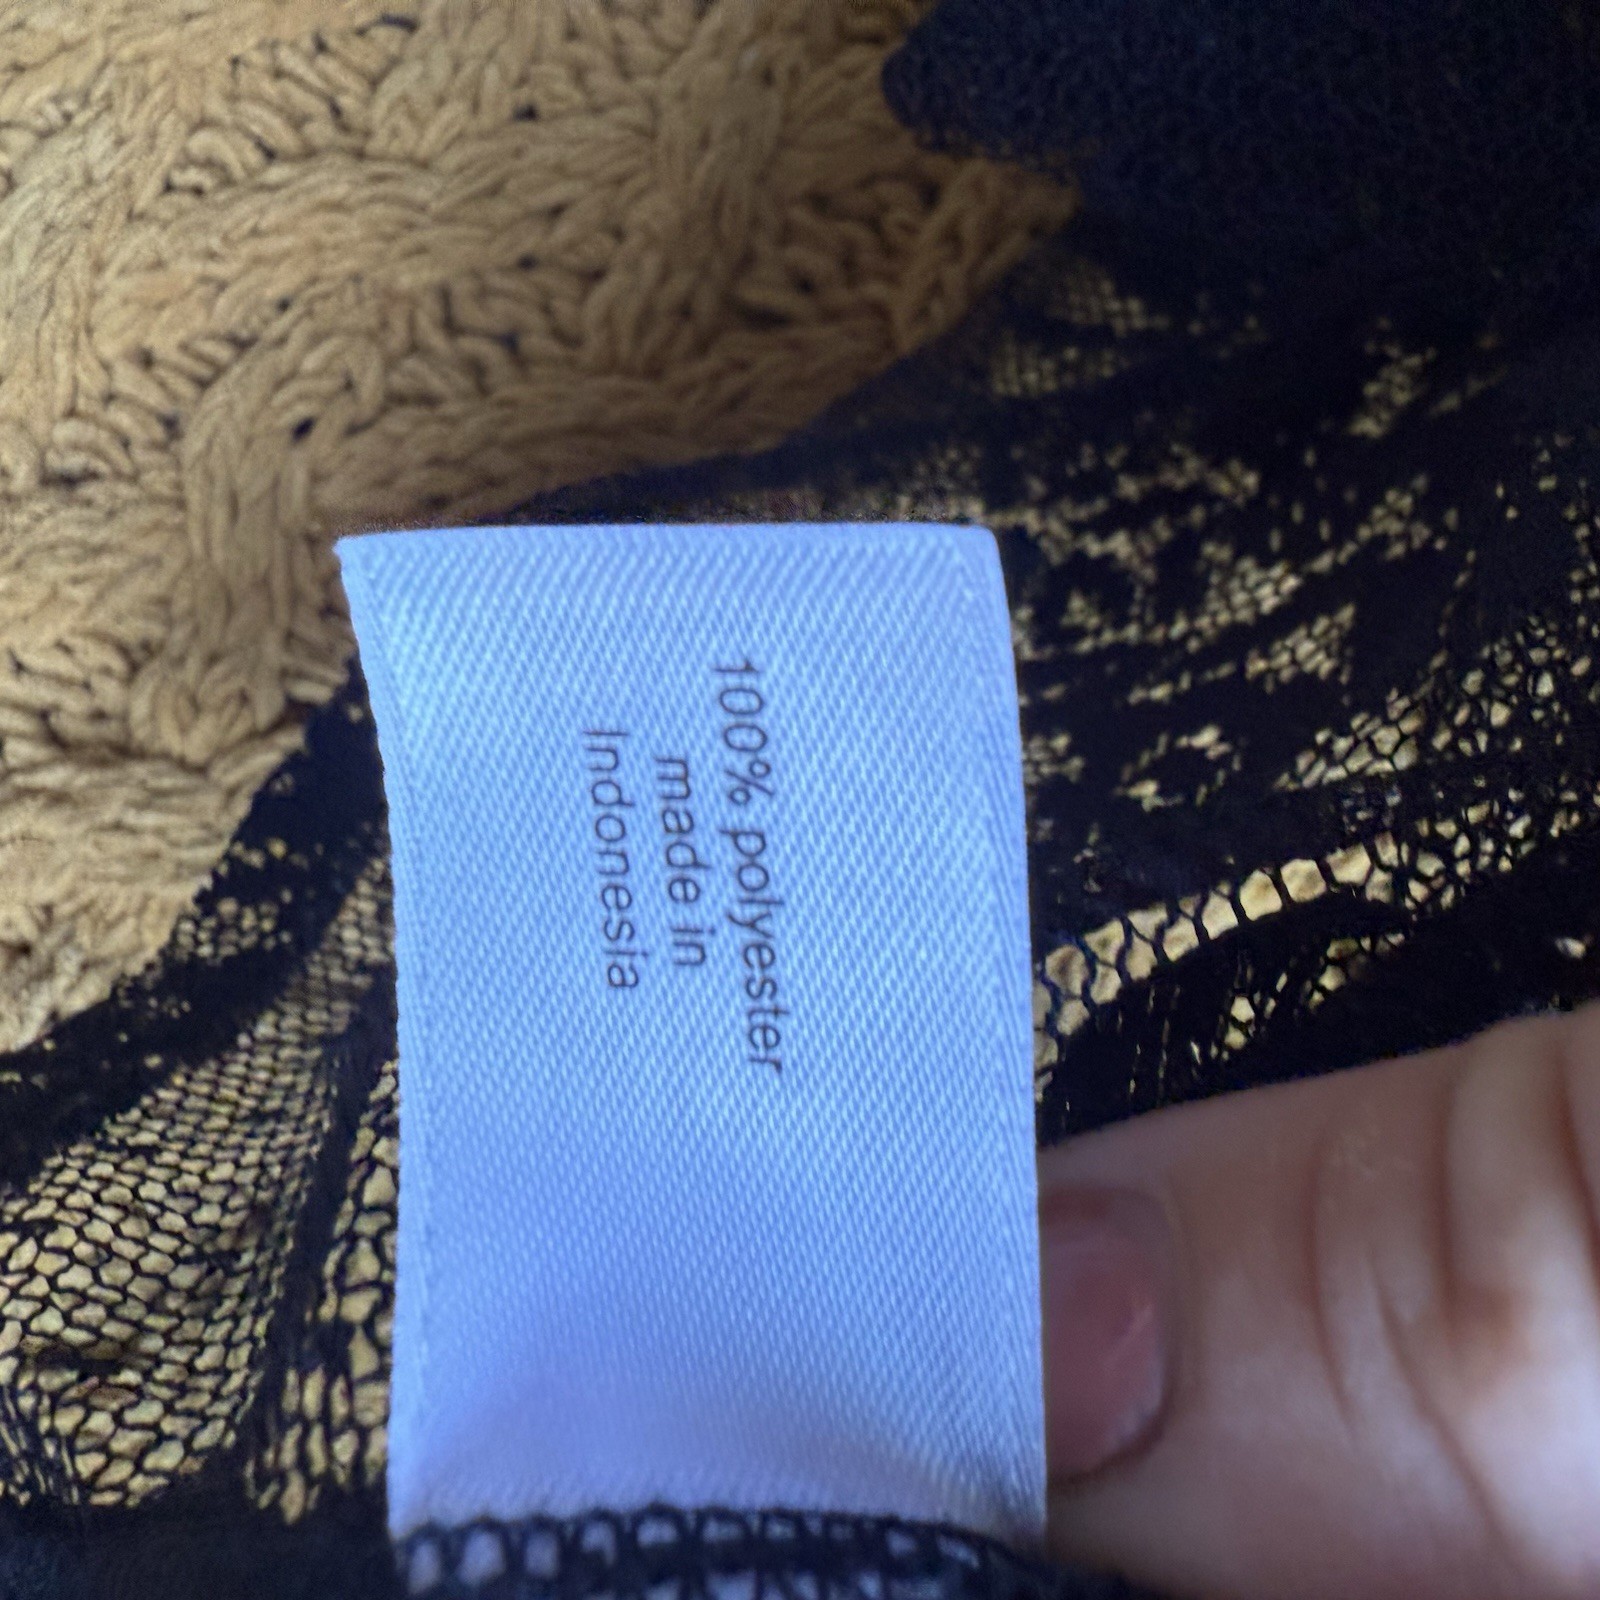 100% polyester
made in
Indonesia